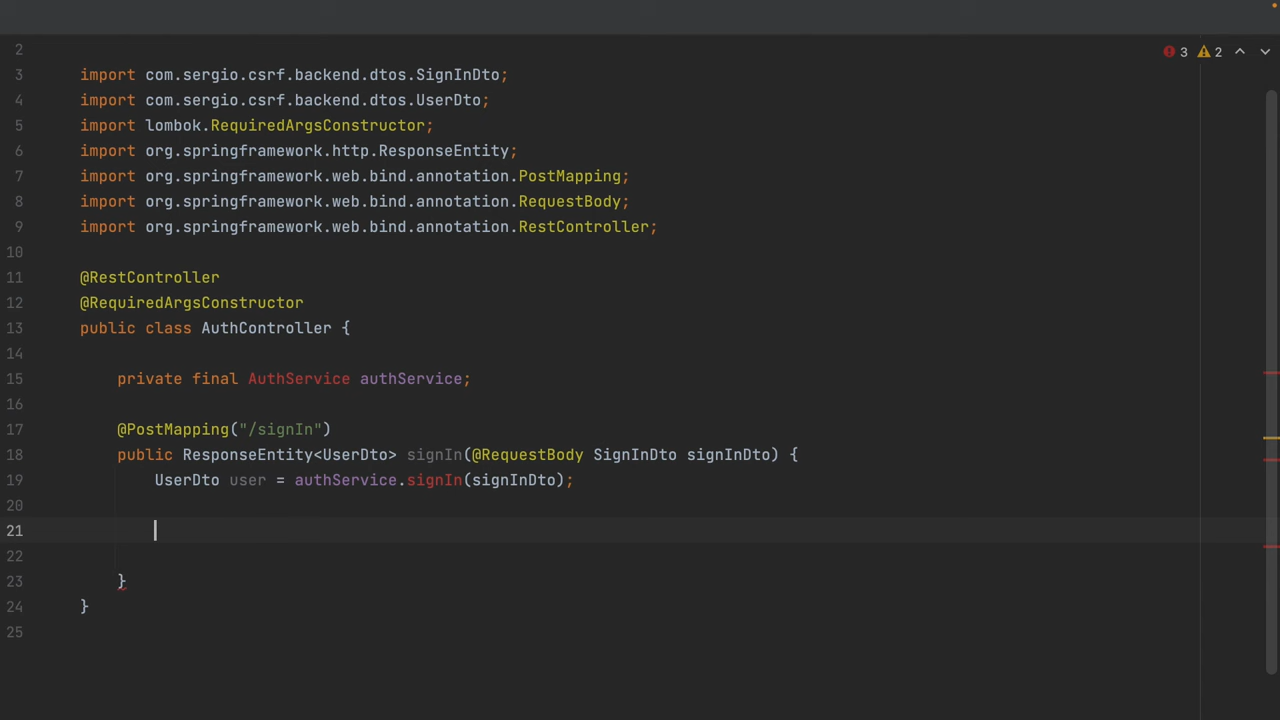 2
3 import com.sergio.csrf.backend.dtos.SignInDto;
4 import com.sergio.csrf.backend.dtos.UserDto;
5 import lombok.RequiredArgsConstructor;
6 import org.springframework.http.ResponseEntity;
7 import org.springframework.web.bind.annotation.PostMapping;
8 import org.springframework.web.bind.annotation.RequestBody;
9 import org.springframework.web.bind.annotation.RestController;
10
11 @RestController
12 @RequiredArgsConstructor
13 public class AuthController {
14
15 private final AuthService authService;
16
17 @PostMapping("/signIn")
18 public ResponseEntity<UserDto> signIn(@RequestBody SignInDto signInDto) {
19 UserDto user = authService.signIn(signInDto);
20
21
22
23 }
24 }
25
3 2